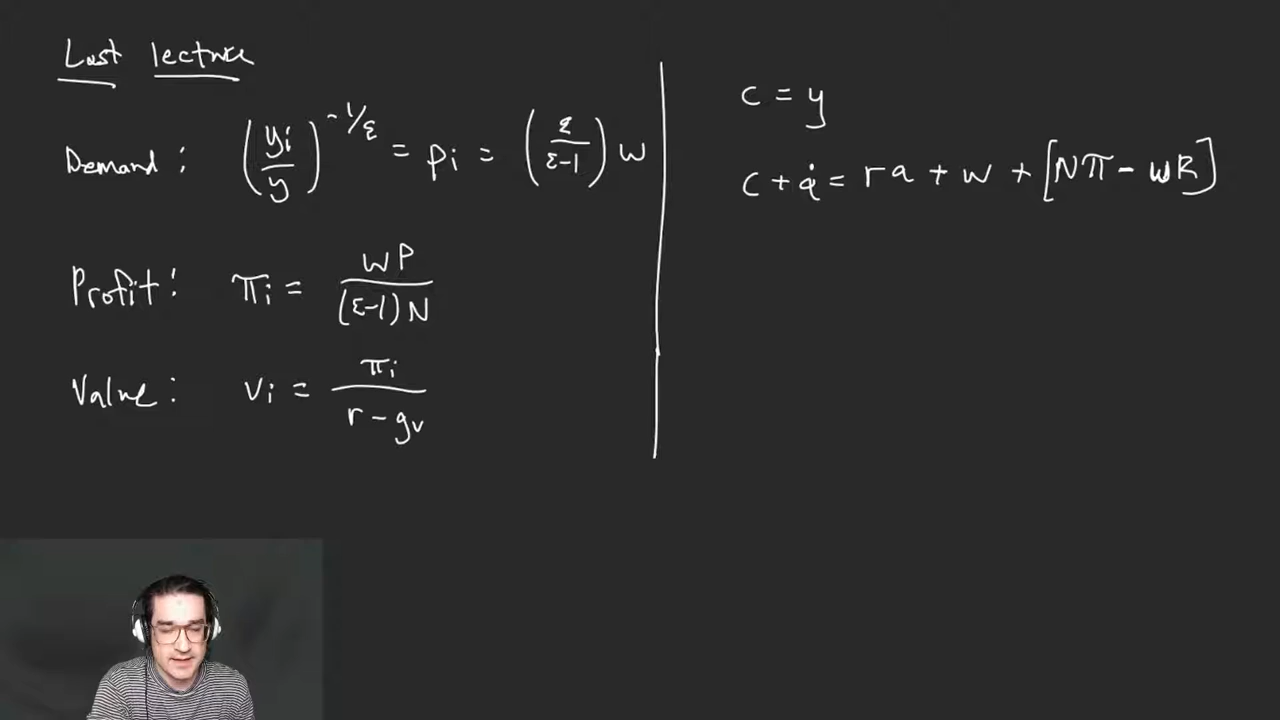 Last lecture
Demand: (yi/y)^(-1/ε) = pi = (ε/(ε-1)) w
Profit: πi = wP/((ε-1)N)
Value: vi = πi/(r - gv)
c = y
c + ȧ = ra + w + [Nπ - wR]